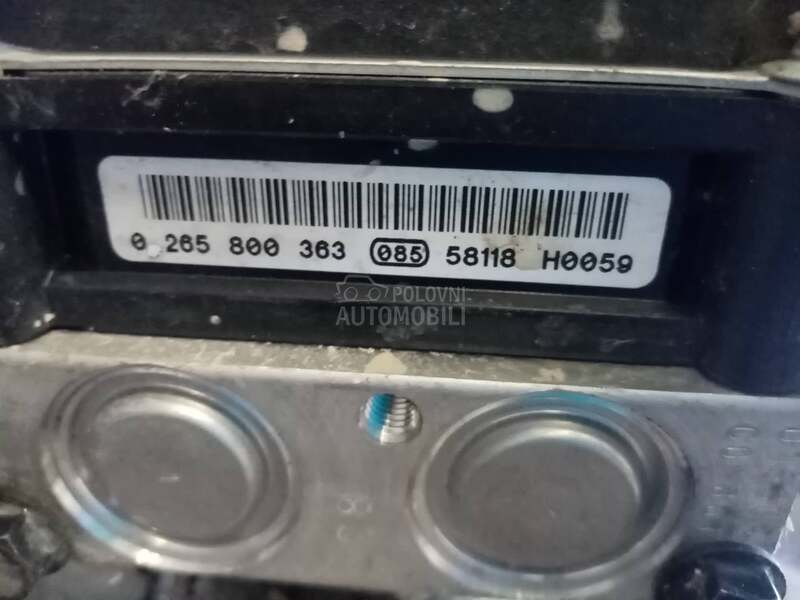 0 265 800 363 085 58118 H0059
POLOVNI
AUTOMOBILI